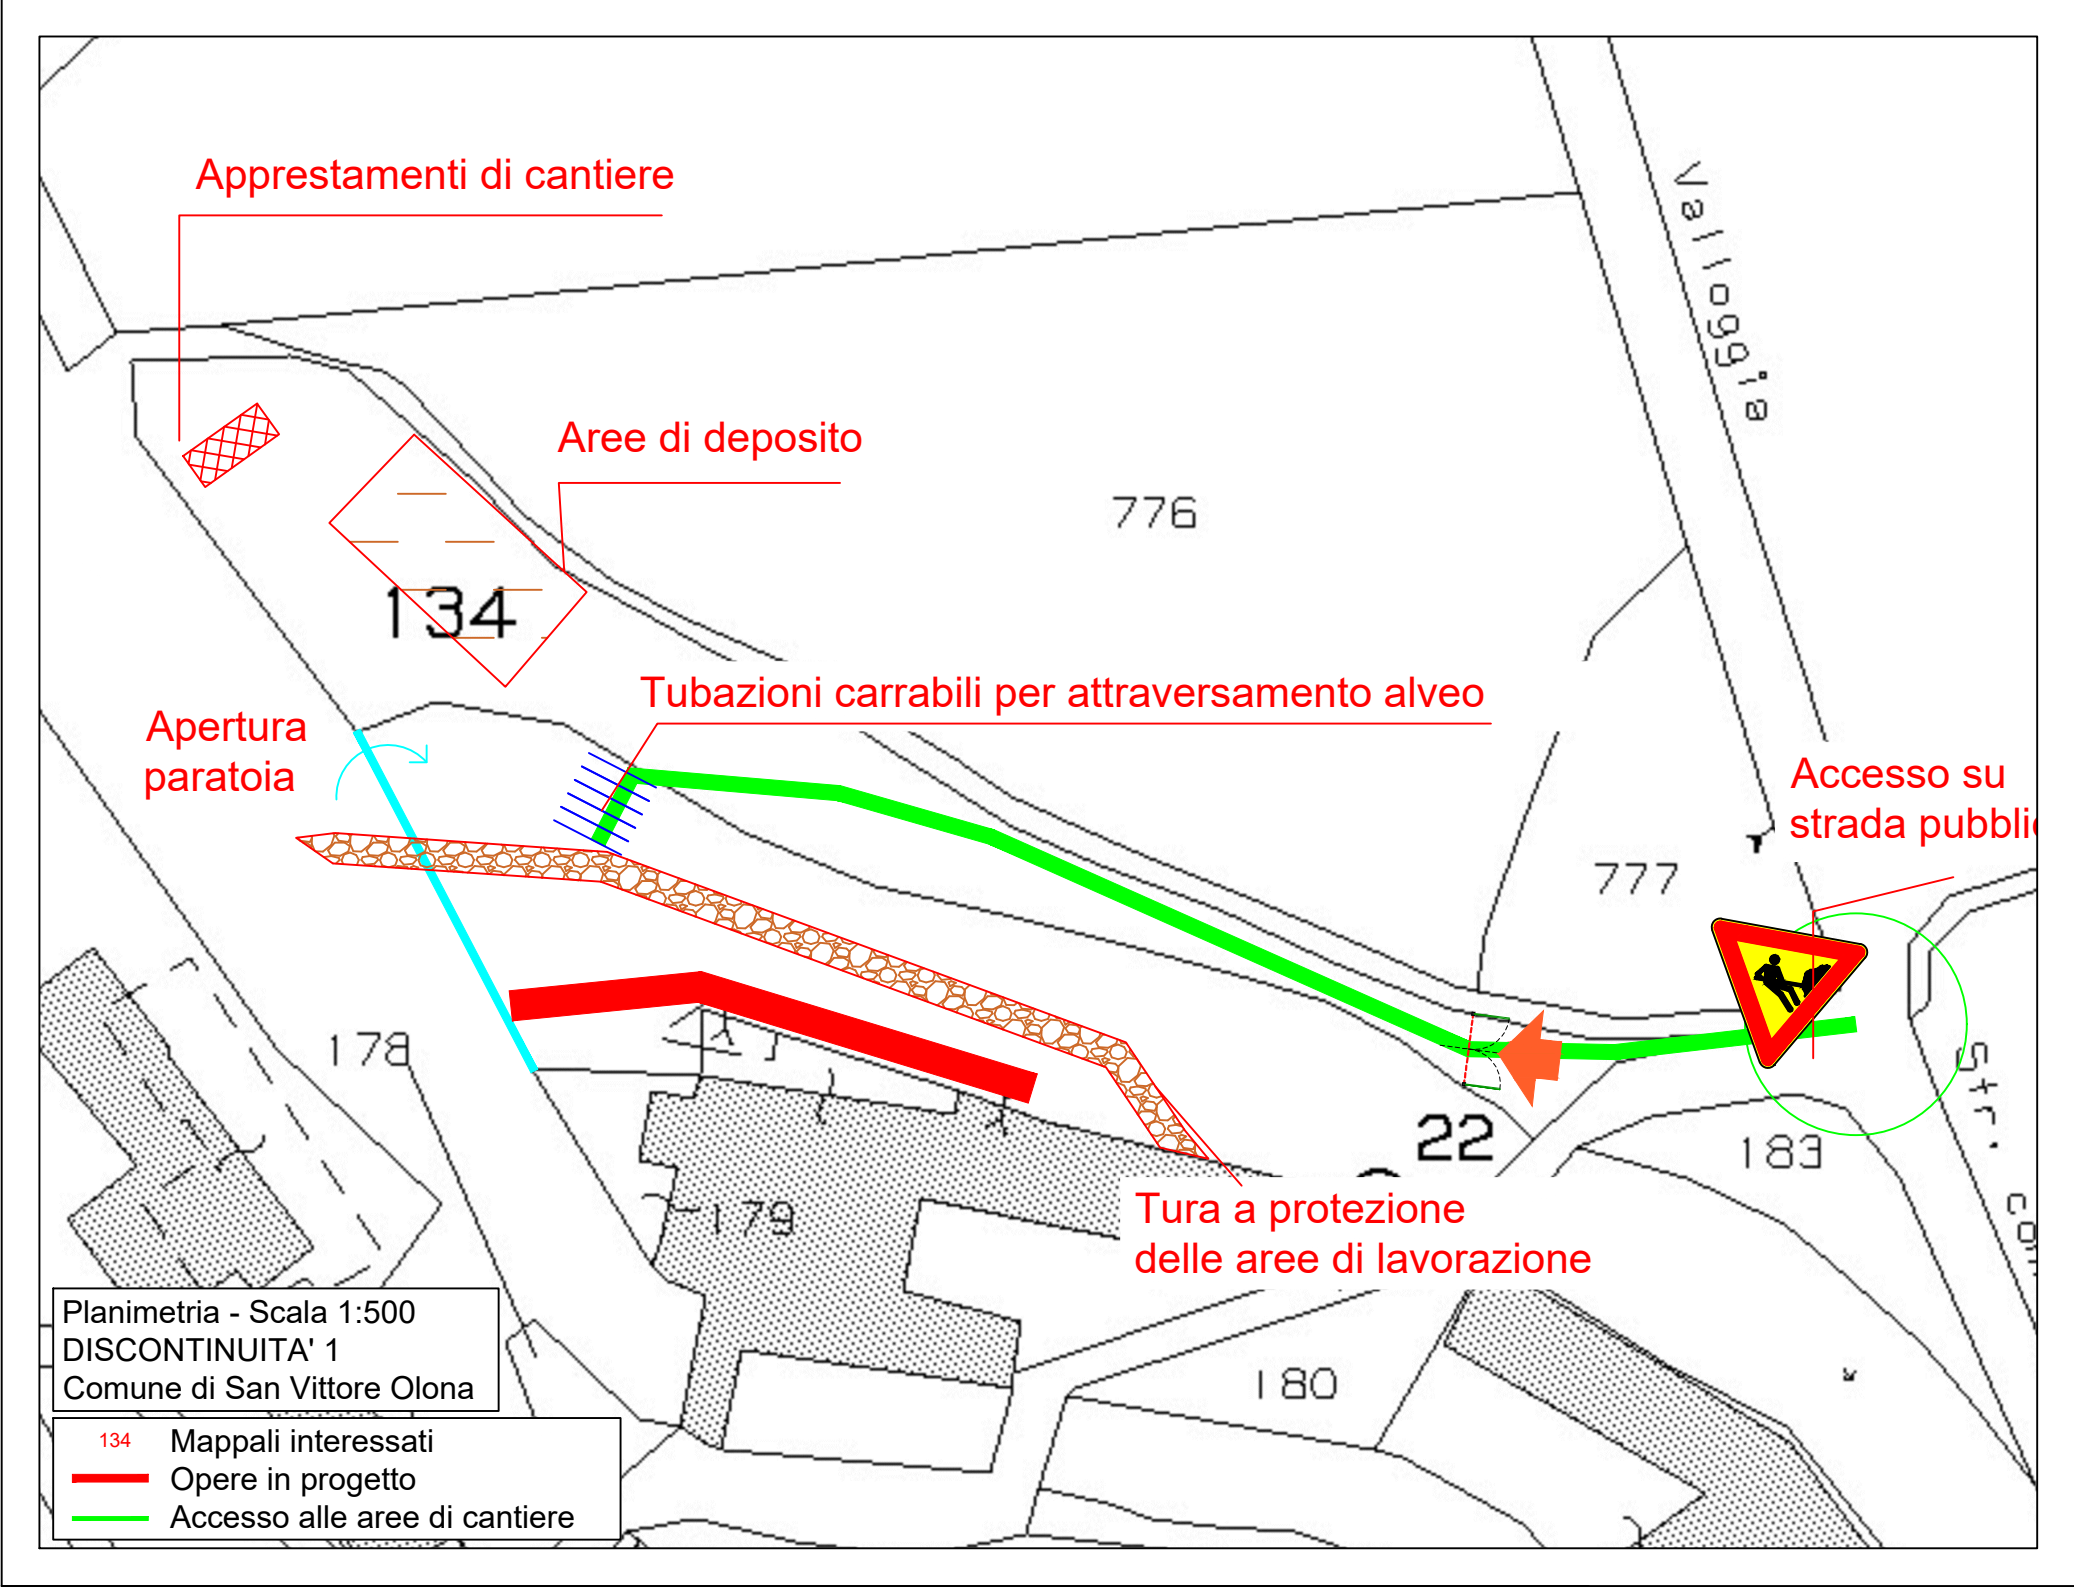 Apprestamenti di cantiere
Valloggia
Aree di deposito
776
134
Tubazioni carrabili per attraversamento alveo
Apertura
paratoia
Accesso su
strada pubbli
777
178
22
183
Str.
179
Tura a protezione
delle aree di lavorazione
180
Planimetria - Scala 1:500
DISCONTINUITA' 1
Comune di San Vittore Olona
134 Mappali interessati
Opere in progetto
Accesso alle aree di cantiere